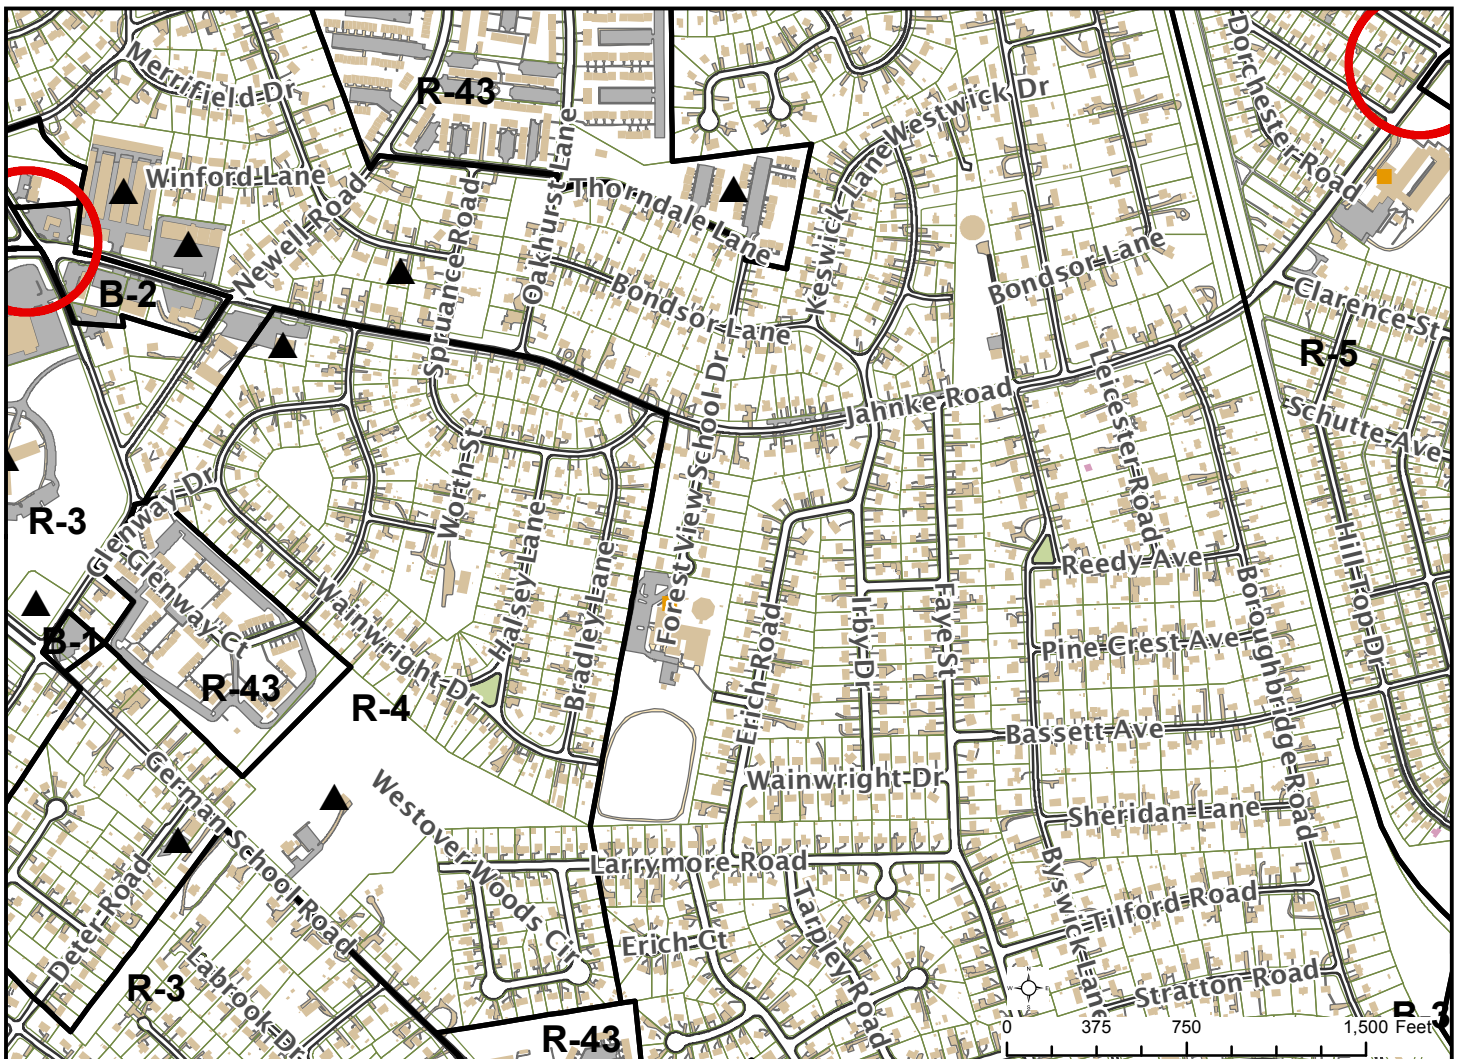 Dorchester Road
Merrifield Dr
R-43
Westwick Dr
Winford Lane
Thorndale Lane
Keswick Lane
Newell Road
Spruance Road
Oakhurst Lane
Bondsor Lane
Bondsor Lane
B-2
Clarence St
R-5
Forest View School Dr
Jahnke Road
Leicester Road
Schutte Ave
Worth St
Glenway Dr
R-3
Halsey Lane
Bradley Lane
Glenway Ct
Reedy Ave
Hill Top Dr
Wainwright Dr
Erich Road
Irby Dr
Faye St
Boroughbridge Road
B-1
Pine Crest Ave
R-43
R-4
Bassett Ave
German School Road
Wainwright Dr
Westover Woods Cir
Sheridan Lane
Larrymore Road
Byswick Lane
Deter Road
Tarpley Road
Tilford Road
Erich Ct
Labrook Dr
R-3
Stratton Road
N
W
E
S
B-3
R-43
0 375 750 1,500 Feet